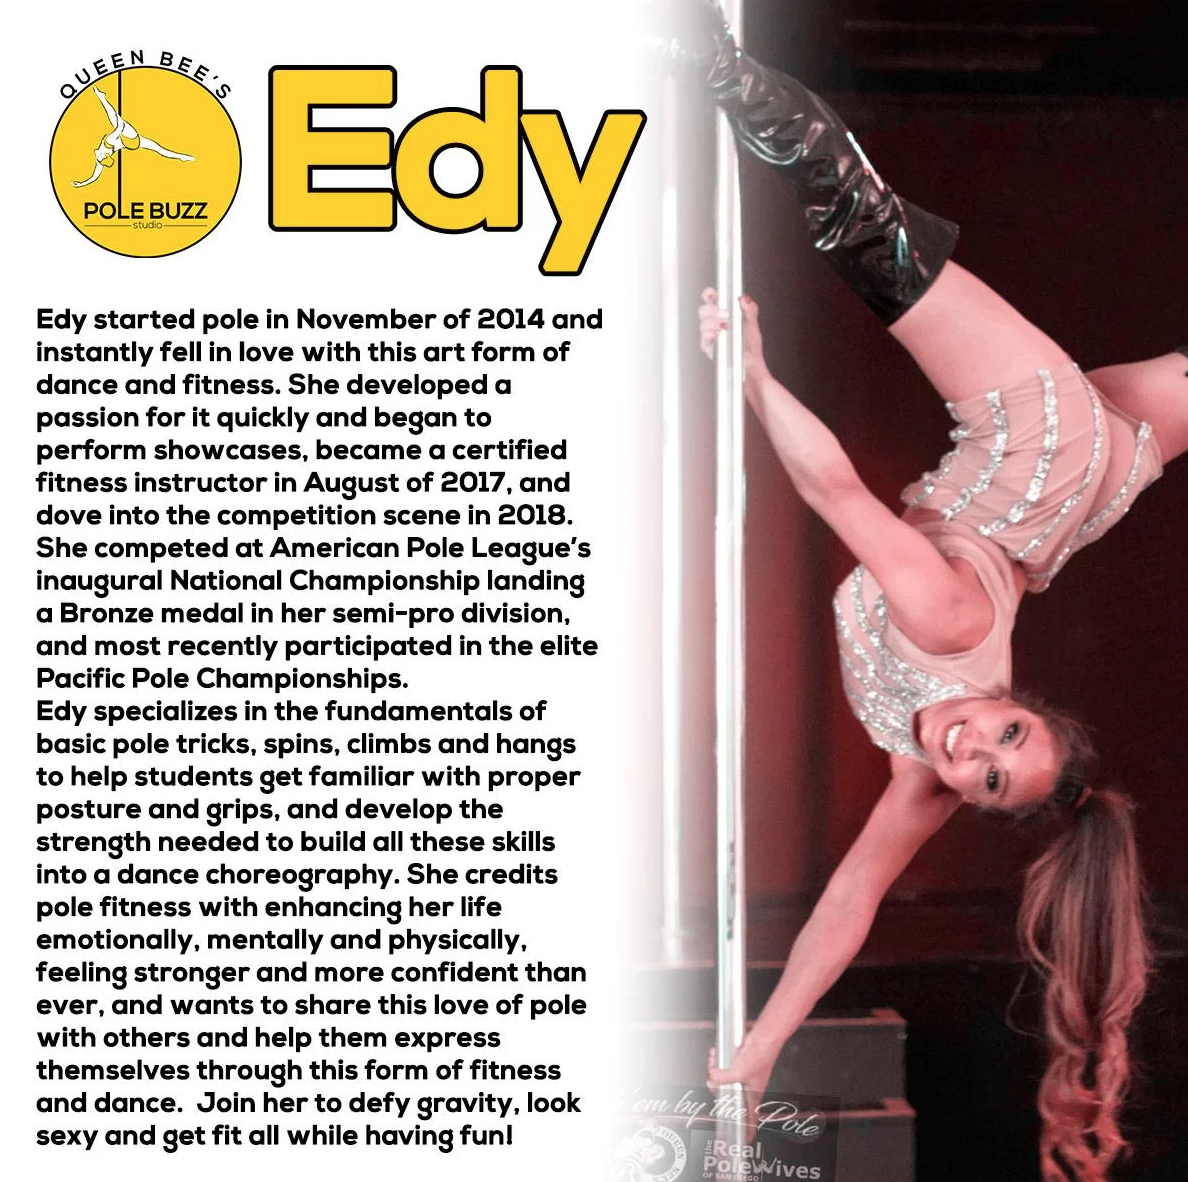 QUEEN BEE'S
POLE BUZZ
studio
Edy
Edy started pole in November of 2014 and
instantly fell in love with this art form of
dance and fitness. She developed a
passion for it quickly and began to
perform showcases, became a certified
fitness instructor in August of 2017, and
dove into the competition scene in 2018.
She competed at American Pole League's
inaugural National Championship landing
a Bronze medal in her semi-pro division,
and most recently participated in the elite
Pacific Pole Championships.
Edy specializes in the fundamentals of
basic pole tricks, spins, climbs and hangs
to help students get familiar with proper
posture and grips, and develop the
strength needed to build all these skills
into a dance choreography. She credits
pole fitness with enhancing her life
emotionally, mentally and physically,
feeling stronger and more confident than
ever, and wants to share this love of pole
with others and help them express
themselves through this form of fitness
and dance.  Join her to defy gravity, look
sexy and get fit all while having fun!
'em by the Pole
the Real
PoleWives
OF SAN DIEGO